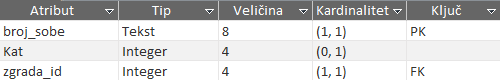 Atribut Tip Veličina Kardinalitet Ključ
broj_sobe Tekst 8 (1, 1) PK
Kat Integer 4 (0, 1)
zgrada_id Integer 4 (1, 1) FK